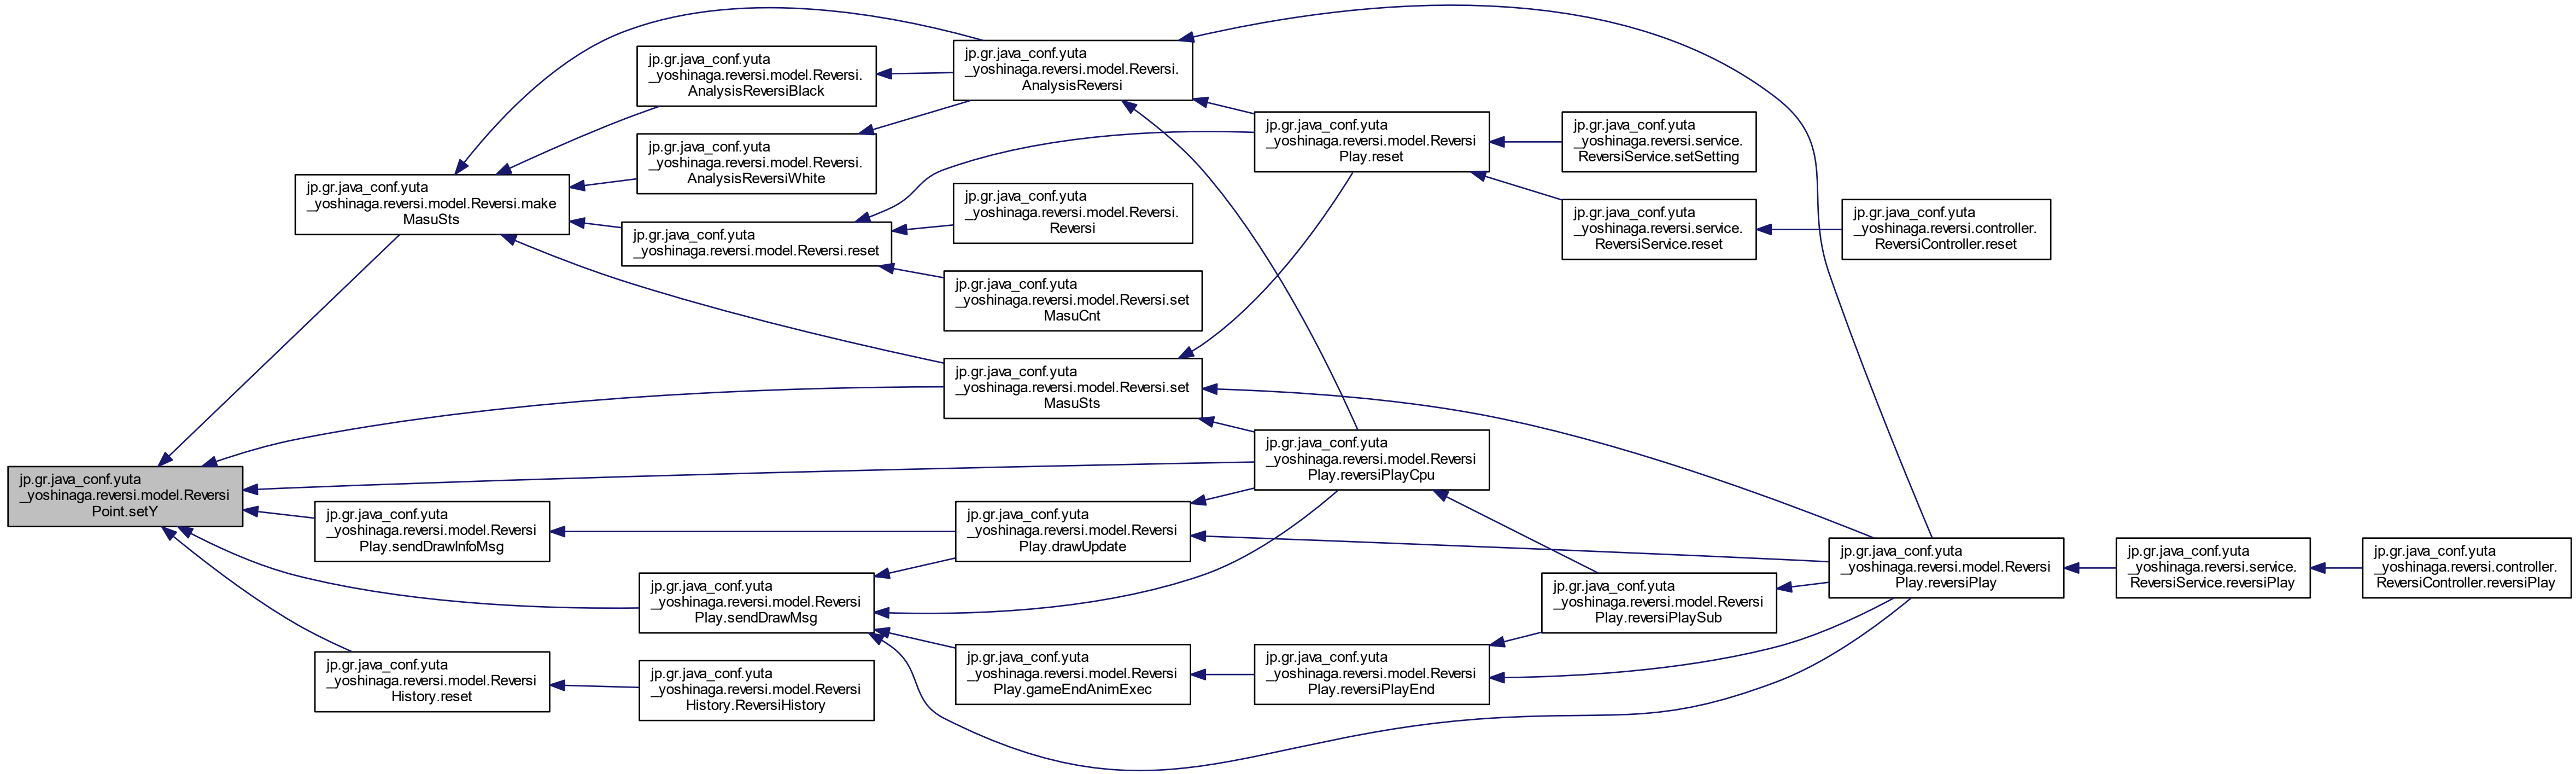 jp.gr.java_conf.yuta
_yoshinaga.reversi.model.Reversi
Point.setY
jp.gr.java_conf.yuta
_yoshinaga.reversi.model.Reversi.make
MasuSts
jp.gr.java_conf.yuta
_yoshinaga.reversi.model.Reversi
Play.sendDrawInfoMsg
jp.gr.java_conf.yuta
_yoshinaga.reversi.model.Reversi
History.reset
jp.gr.java_conf.yuta
_yoshinaga.reversi.model.Reversi.
AnalysisReversiBlack
jp.gr.java_conf.yuta
_yoshinaga.reversi.model.Reversi.
AnalysisReversiWhite
jp.gr.java_conf.yuta
_yoshinaga.reversi.model.Reversi.reset
jp.gr.java_conf.yuta
_yoshinaga.reversi.model.Reversi
Play.sendDrawMsg
jp.gr.java_conf.yuta
_yoshinaga.reversi.model.Reversi
History.ReversiHistory
jp.gr.java_conf.yuta
_yoshinaga.reversi.model.Reversi.
AnalysisReversi
jp.gr.java_conf.yuta
_yoshinaga.reversi.model.Reversi.
Reversi
jp.gr.java_conf.yuta
_yoshinaga.reversi.model.Reversi.set
MasuCnt
jp.gr.java_conf.yuta
_yoshinaga.reversi.model.Reversi.set
MasuSts
jp.gr.java_conf.yuta
_yoshinaga.reversi.model.Reversi
Play.drawUpdate
jp.gr.java_conf.yuta
_yoshinaga.reversi.model.Reversi
Play.gameEndAnimExec
jp.gr.java_conf.yuta
_yoshinaga.reversi.model.Reversi
Play.reset
jp.gr.java_conf.yuta
_yoshinaga.reversi.model.Reversi
Play.reversiPlayCpu
jp.gr.java_conf.yuta
_yoshinaga.reversi.model.Reversi
Play.reversiPlayEnd
jp.gr.java_conf.yuta
_yoshinaga.reversi.service.
ReversiService.setSetting
jp.gr.java_conf.yuta
_yoshinaga.reversi.service.
ReversiService.reset
jp.gr.java_conf.yuta
_yoshinaga.reversi.model.Reversi
Play.reversiPlaySub
jp.gr.java_conf.yuta
_yoshinaga.reversi.controller.
ReversiController.reset
jp.gr.java_conf.yuta
_yoshinaga.reversi.model.Reversi
Play.reversiPlay
jp.gr.java_conf.yuta
_yoshinaga.reversi.service.
ReversiService.reversiPlay
jp.gr.java_conf.yuta
_yoshinaga.reversi.controller.
ReversiController.reversiPlay